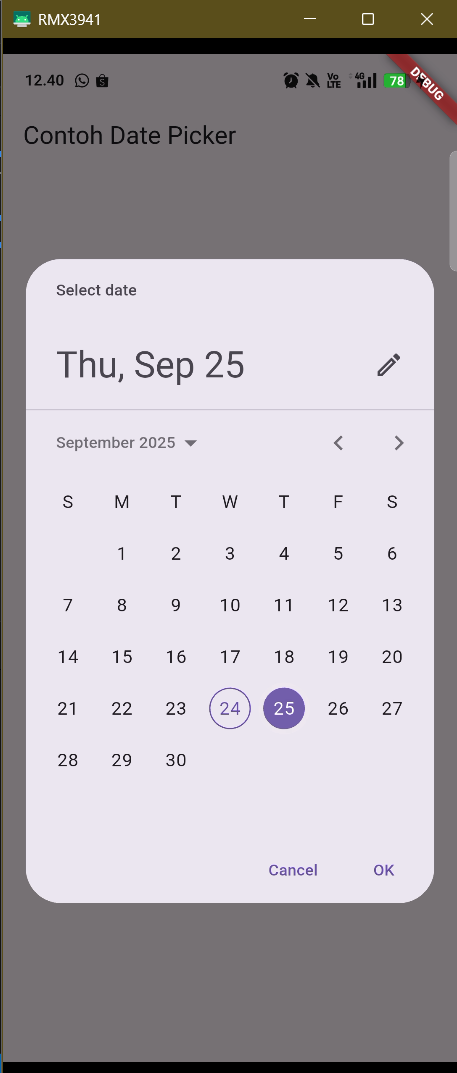 RMX3941
12.40 Vo LTE 4G 78
DEBUG
Contoh Date Picker
Select date
Thu, Sep 25
September 2025
S M T W T F S
1 2 3 4 5 6
7 8 9 10 11 12 13
14 15 16 17 18 19 20
21 22 23 24 25 26 27
28 29 30
Cancel OK